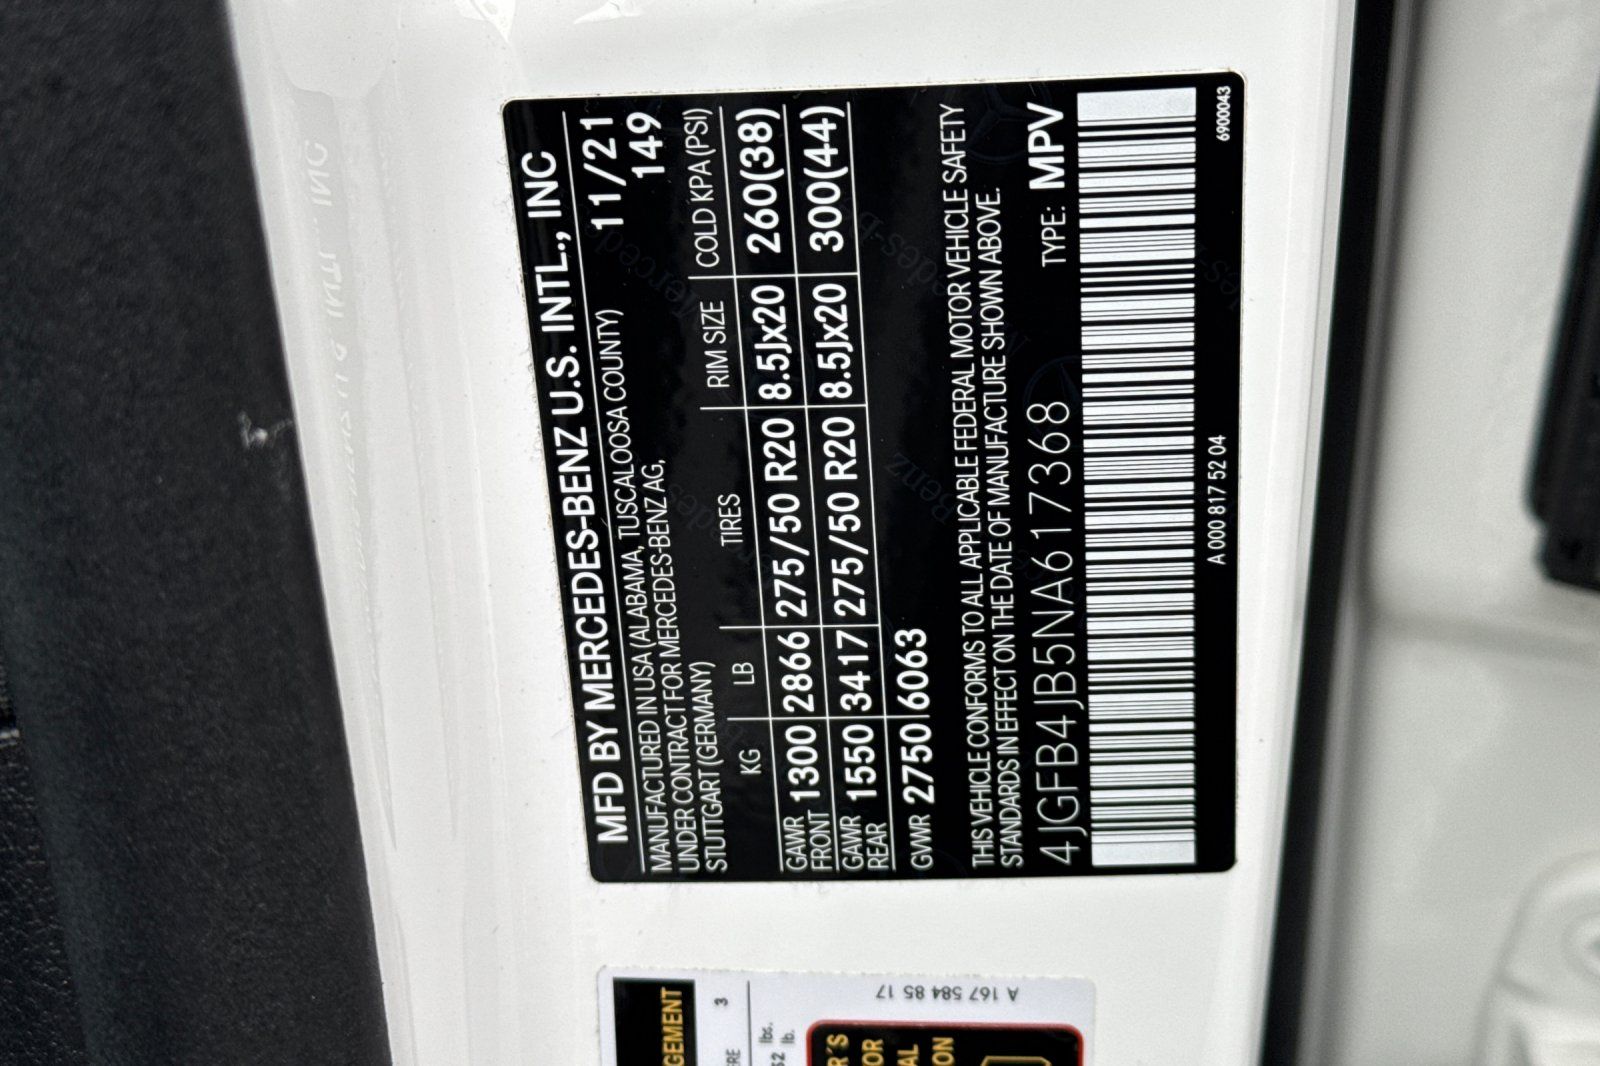 MFD BY MERCEDES-BENZ U.S. INTL., INC
MANUFACTURED IN USA (ALABAMA, TUSCALOOSA COUNTY) 11/21
UNDER CONTRACT FOR MERCEDES-BENZ AG, 149
STUTTGART (GERMANY)
KG LB TIRES RIM SIZE COLD KPA (PSI)
GAWR FRONT 1300 2866 275/50 R20 8.5Jx20 260(38)
GAWR REAR 1550 3417 275/50 R20 8.5Jx20 300(44)
GVWR 2750 6063
THIS VEHICLE CONFORMS TO ALL APPLICABLE FEDERAL MOTOR VEHICLE SAFETY
STANDARDS IN EFFECT ON THE DATE OF MANUFACTURE SHOWN ABOVE.
4JGFB4JB5NA617368 TYPE: MPV
A 000 817 52 04 6900043
A 167 584 85 17
3
lbs.
lb.